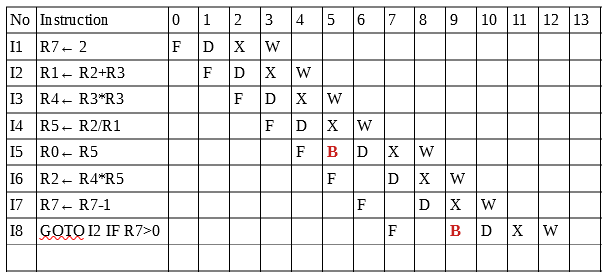 No Instruction 0 1 2 3 4 5 6 7 8 9 10 11 12 13
I1 R7← 2 F D X W
I2 R1← R2+R3 F D X W
I3 R4← R3*R3 F D X W
I4 R5← R2/R1 F D X W
I5 R0← R5 F B D X W
I6 R2← R4*R5 F D X W
I7 R7← R7-1 F D X W
I8 GOTO I2 IF R7>0 F B D X W